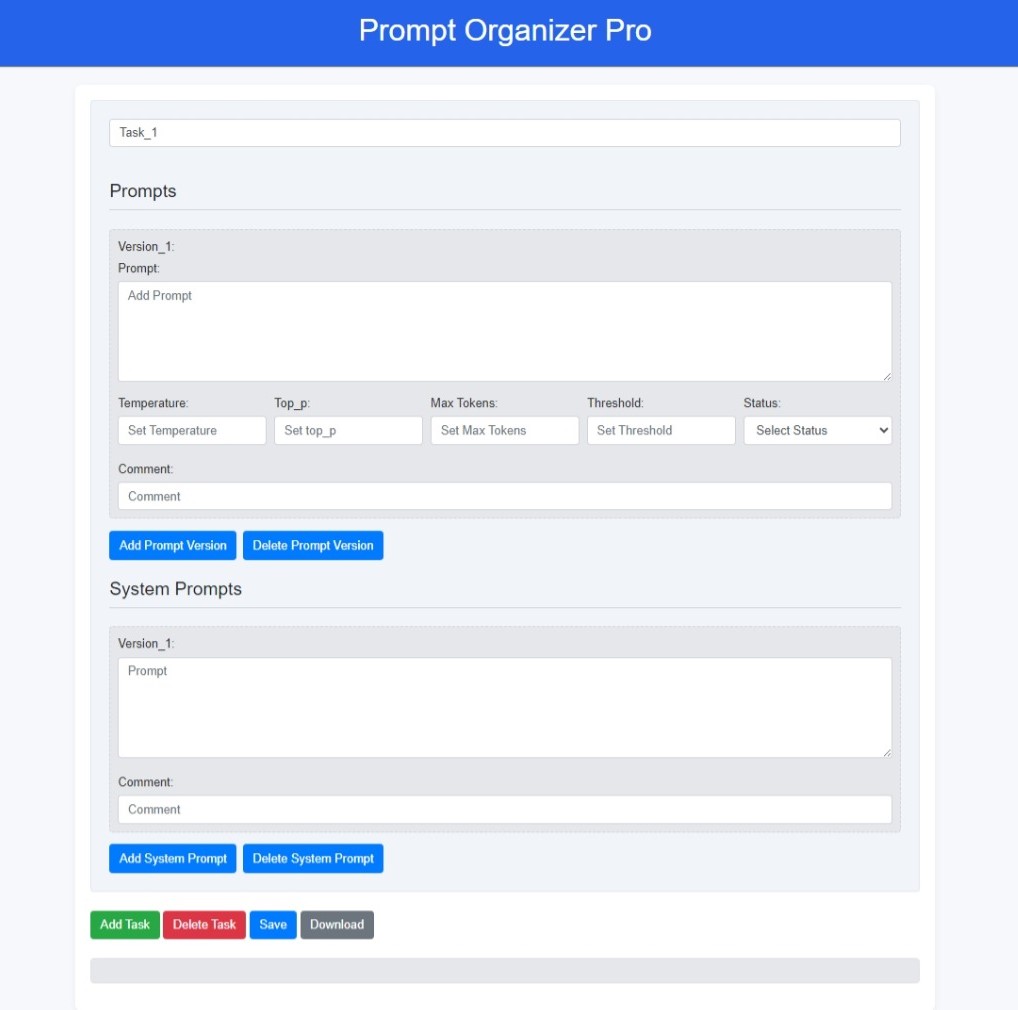 Prompt Organizer Pro
Task_1
Prompts
Version_1:
Prompt:
Add Prompt
Temperature: Top_p: Max Tokens: Threshold: Status:
Set Temperature Set top_p Set Max Tokens Set Threshold Select Status
Comment:
Comment
Add Prompt Version Delete Prompt Version
System Prompts
Version_1:
Prompt
Comment:
Comment
Add System Prompt Delete System Prompt
Add Task Delete Task Save Download